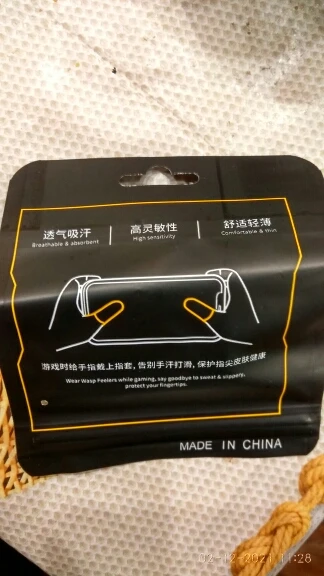 透气吸汗
Breathable & absorbent
高灵敏性
High sensitivity
舒适轻薄
Comfortable & thin
游戏时给手指戴上指套,告别手汗打滑,保护指尖皮肤健康
Wear Wasp Feelers while gaming, say goodbye to sweat & slippery,
protect your fingertips.
MADE IN CHINA
02-12-2021 11:28